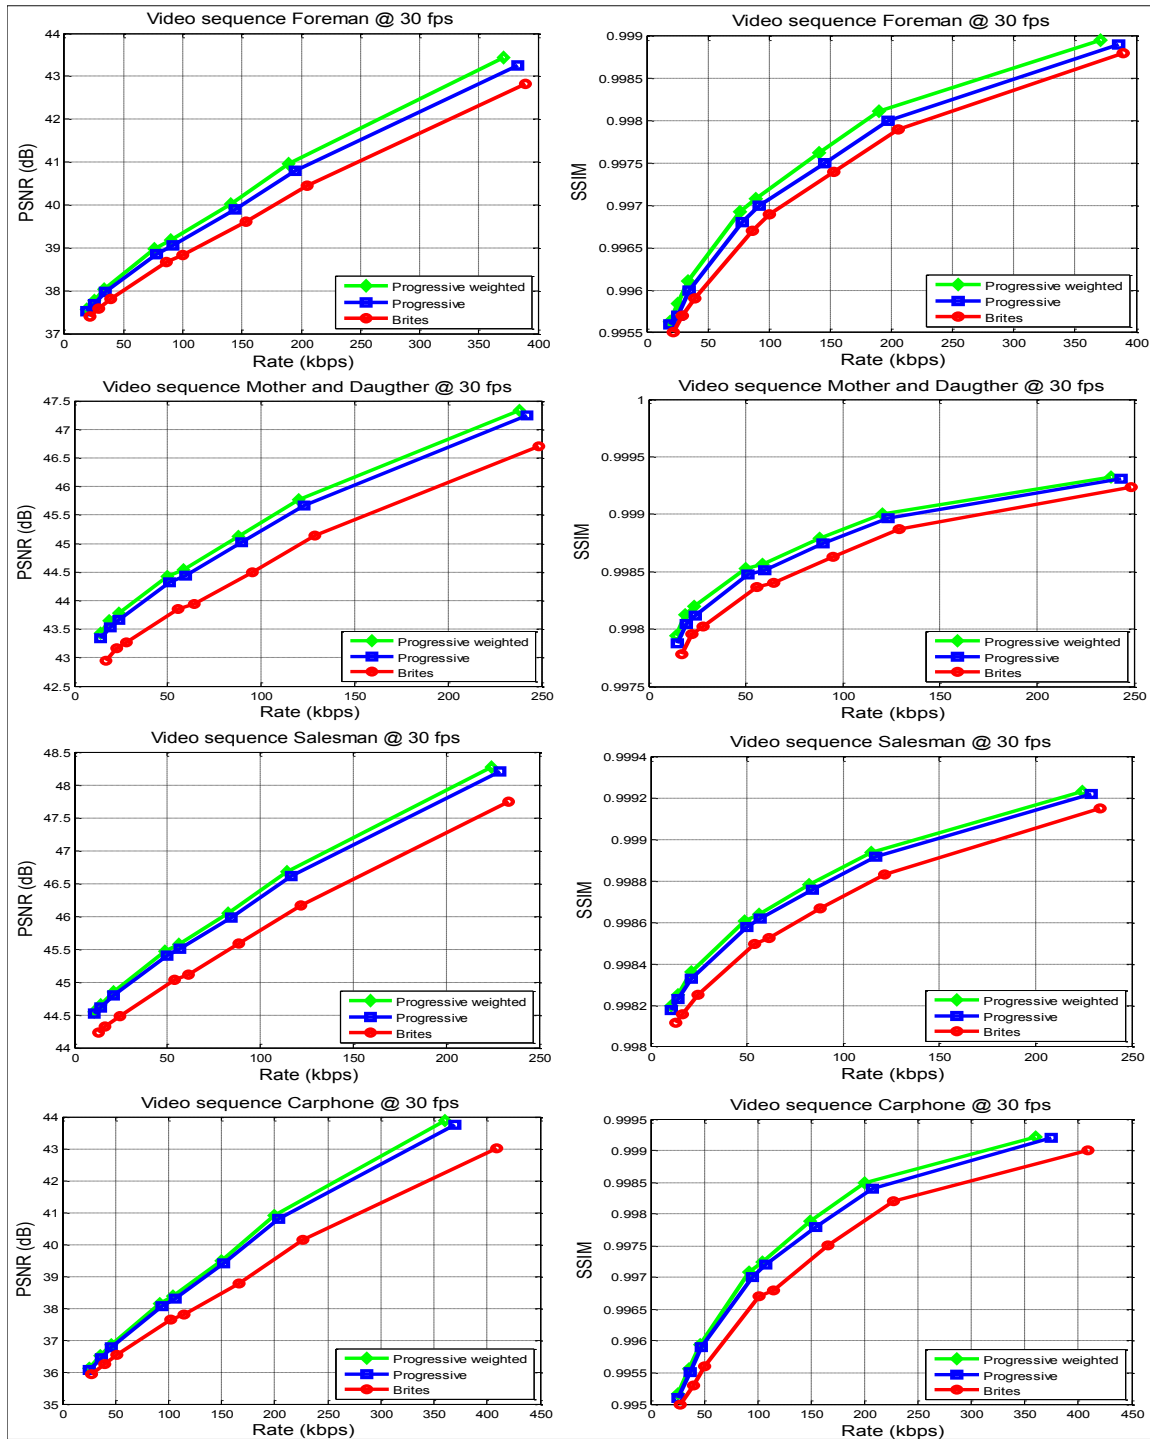 Video sequence Foreman @ 30 fps
PSNR (dB)
44
43
42
41
40
39
38
37
0 50 100 150 200 250 300 350 400
Rate (kbps)
Progressive weighted
Progressive
Brites
Video sequence Foreman @ 30 fps
SSIM
0.999
0.9985
0.998
0.9975
0.997
0.9965
0.996
0.9955
0 50 100 150 200 250 300 350 400
Rate (kbps)
Progressive weighted
Progressive
Brites
Video sequence Mother and Daugther @ 30 fps
PSNR (dB)
47.5
47
46.5
46
45.5
45
44.5
44
43.5
43
42.5
0 50 100 150 200 250
Rate (kbps)
Progressive weighted
Progressive
Brites
Video sequence Mother and Daugther @ 30 fps
SSIM
1
0.9995
0.999
0.9985
0.998
0.9975
0 50 100 150 200 250
Rate (kbps)
Progressive weighted
Progressive
Brites
Video sequence Salesman @ 30 fps
PSNR (dB)
48.5
48
47.5
47
46.5
46
45.5
45
44.5
44
0 50 100 150 200 250
Rate (kbps)
Progressive weighted
Progressive
Brites
Video sequence Salesman @ 30 fps
SSIM
0.9994
0.9992
0.999
0.9988
0.9986
0.9984
0.9982
0.998
0 50 100 150 200 250
Rate (kbps)
Progressive weighted
Progressive
Brites
Video sequence Carphone @ 30 fps
PSNR (dB)
44
43
42
41
40
39
38
37
36
35
0 50 100 150 200 250 300 350 400 450
Rate (kbps)
Progressive weighted
Progressive
Brites
Video sequence Carphone @ 30 fps
SSIM
0.9995
0.999
0.9985
0.998
0.9975
0.997
0.9965
0.996
0.9955
0.995
0 50 100 150 200 250 300 350 400 450
Rate (kbps)
Progressive weighted
Progressive
Brites